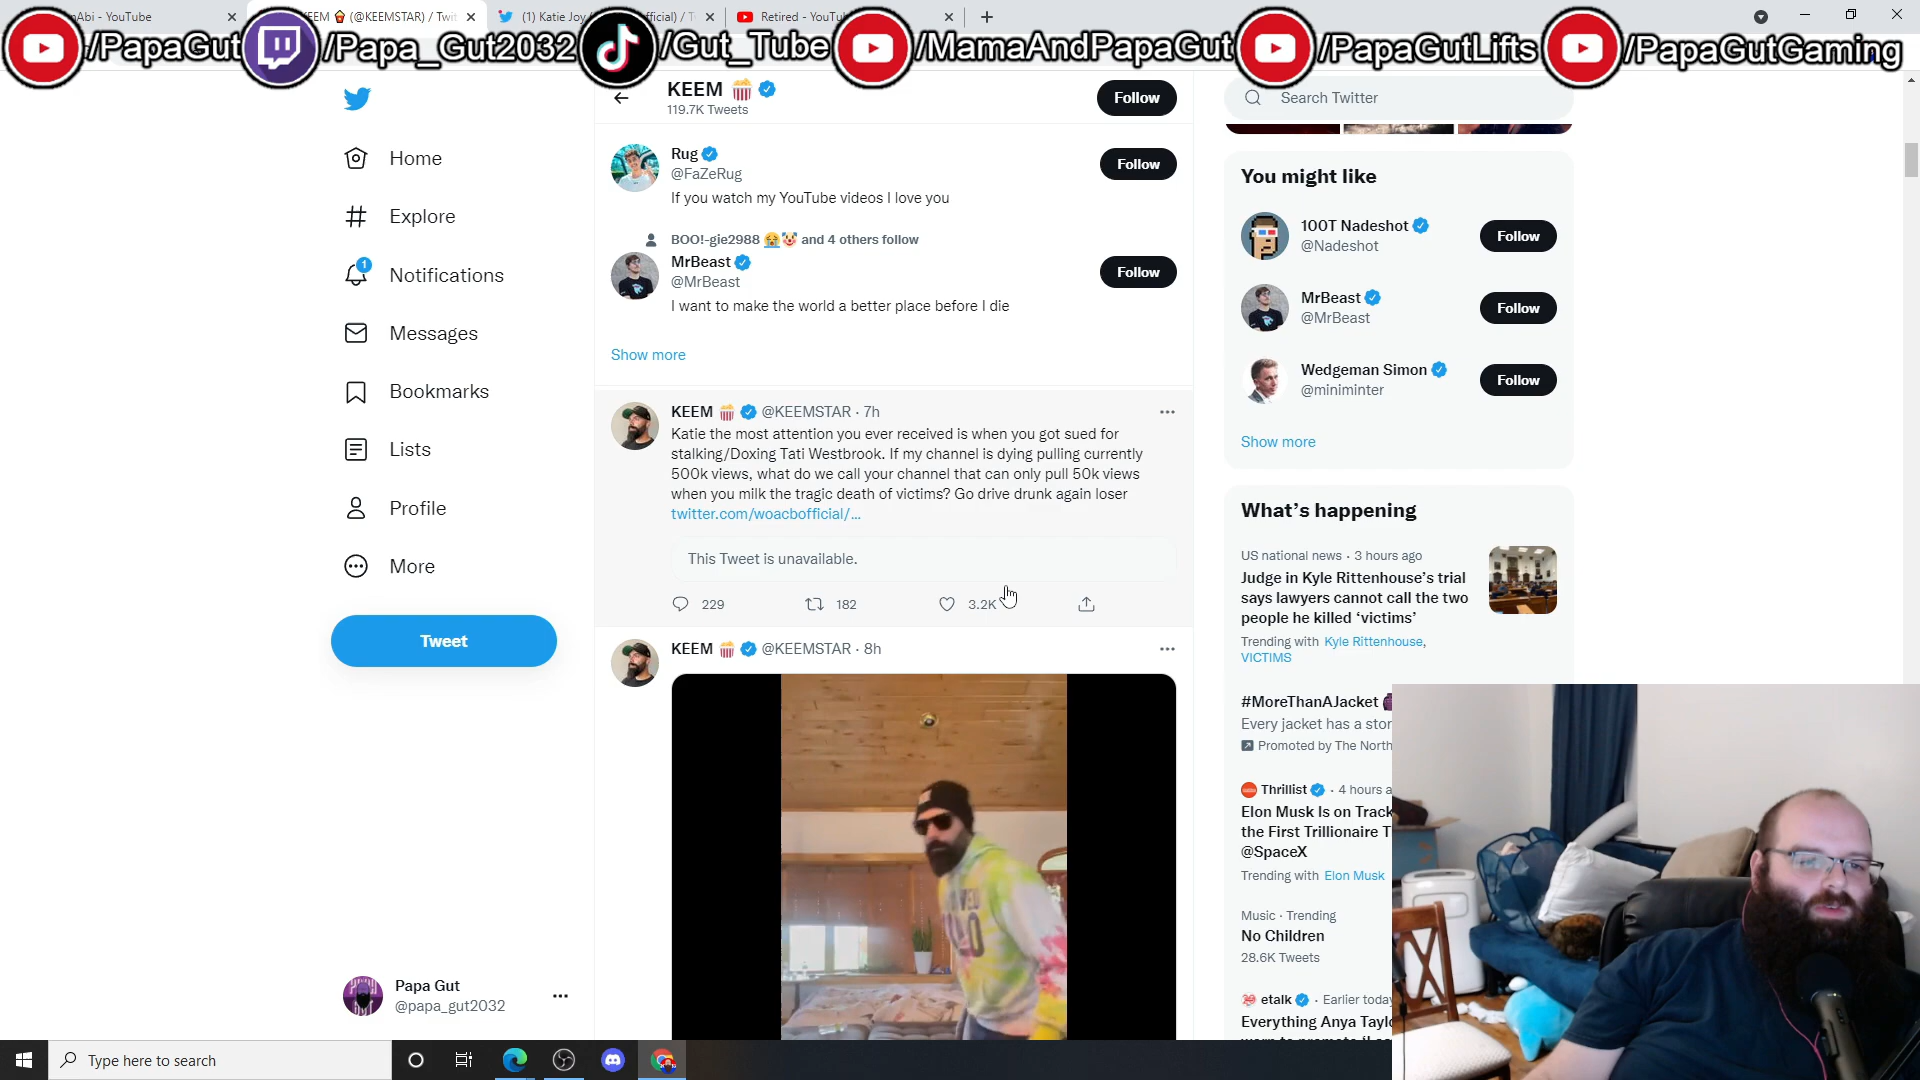 EEM 🍿 (@KEEMSTAR) / Twit
(1) Katie Joy
fficial) / T
Retired - YouTu
Abi - YouTube
/PapaGut
/Papa_Gut2032
/Gut_Tube
/MamaAndPapaGut
/PapaGutLifts
/PapaGutGaming
Home
Explore
1
Notifications
Messages
Bookmarks
Lists
Profile
More
Tweet
Papa Gut
@papa_gut2032
KEEM 🍿
119.7K Tweets
Follow
Rug
@FaZeRug
If you watch my YouTube videos I love you
Follow
BOO!-gie2988 😭🤡 and 4 others follow
MrBeast
@MrBeast
I want to make the world a better place before I die
Follow
Show more
KEEM 🍿 @KEEMSTAR · 7h
Katie the most attention you ever received is when you got sued for
stalking/Doxing Tati Westbrook. If my channel is dying pulling currently
500k views, what do we call your channel that can only pull 50k views
when you milk the tragic death of victims? Go drive drunk again loser
twitter.com/woacbofficial/...
This Tweet is unavailable.
229
182
3.2K
KEEM 🍿 @KEEMSTAR · 8h
Search Twitter
You might like
100T Nadeshot
@Nadeshot
Follow
MrBeast
@MrBeast
Follow
Wedgeman Simon
@miniminter
Follow
Show more
What's happening
US national news · 3 hours ago
Judge in Kyle Rittenhouse's trial
says lawyers cannot call the two
people he killed 'victims'
Trending with Kyle Rittenhouse,
VICTIMS
#MoreThanAJacket
Every jacket has a stor
Promoted by The North
Thrillist · 4 hours a
Elon Musk Is on Track
the First Trillionaire T
@SpaceX
Trending with Elon Musk
Music · Trending
No Children
28.6K Tweets
etalk · Earlier today
Everything Anya Taylo
Type here to search